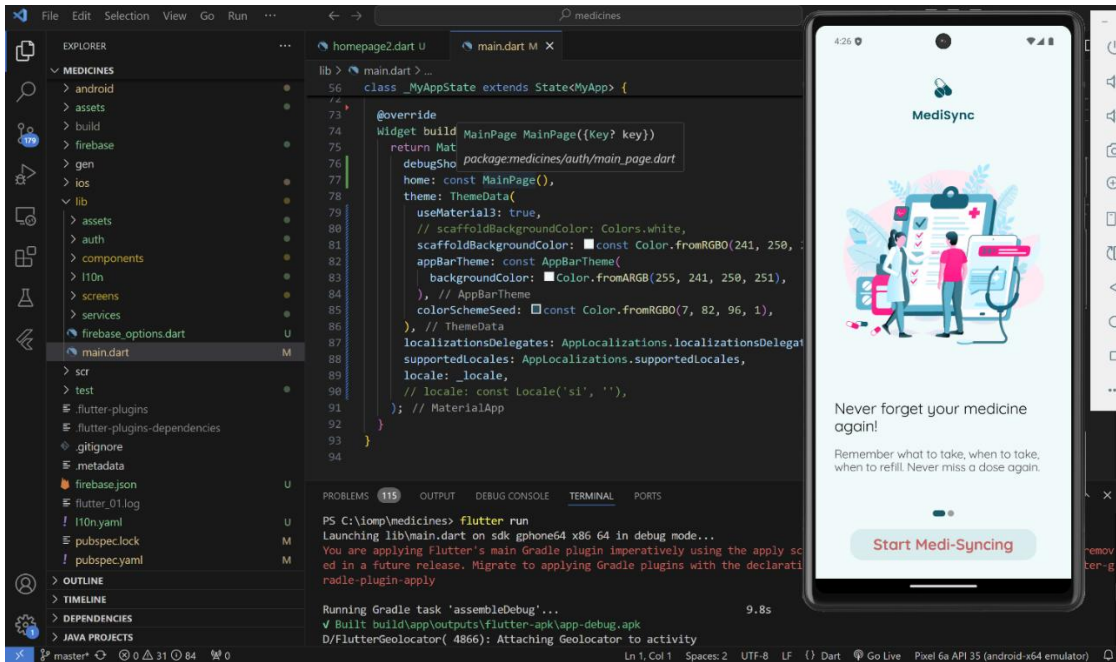 File Edit Selection View Go Run ...
medicines
EXPLORER
MEDICINES
android
assets
build
firebase
gen
ios
lib
assets
auth
components
l10n
screens
services
firebase_options.dart U
main.dart M
scr
test
.flutter-plugins
.flutter-plugins-dependencies
.gitignore
.metadata
firebase.json U
flutter_01.log
l10n.yaml U
pubspec.lock M
pubspec.yaml M
OUTLINE
TIMELINE
DEPENDENCIES
JAVA PROJECTS
179
1
homepage2.dart U main.dart M
lib > main.dart > ...
56 class _MyAppState extends State<MyApp> {
72
73 @override
74 Widget build
75 return Mat
76 debugSho
77 home: const MainPage(),
78 theme: ThemeData(
79 useMaterial3: true,
80 // scaffoldBackgroundColor: Colors.white,
81 scaffoldBackgroundColor: const Color.fromRGBO(241, 250,
82 appBarTheme: const AppBarTheme(
83 backgroundColor: Color.fromARGB(255, 241, 250, 251),
84 ), // AppBarTheme
85 colorSchemeSeed: const Color.fromRGBO(7, 82, 96, 1),
86 ), // ThemeData
87 localizationsDelegates: AppLocalizations.localizationsDelegat
88 supportedLocales: AppLocalizations.supportedLocales,
89 locale: _locale,
90 // locale: const Locale('si', ''),
91 ); // MaterialApp
92 }
93 }
94
MainPage MainPage({Key? key})
package:medicines/auth/main_page.dart
PROBLEMS 115 OUTPUT DEBUG CONSOLE TERMINAL PORTS
PS C:\iomp\medicines> flutter run
Launching lib\main.dart on sdk gphone64 x86 64 in debug mode...
You are applying Flutter's main Gradle plugin imperatively using the apply sc remov
ed in a future release. Migrate to applying Gradle plugins with the declarati ter-g
radle-plugin-apply
Running Gradle task 'assembleDebug'... 9.8s
√ Built build\app\outputs\flutter-apk\app-debug.apk
D/FlutterGeolocator( 4866): Attaching Geolocator to activity
4:26
MediSync
Never forget your medicine
again!
Remember what to take, when to take,
when to refill. Never miss a dose again.
Start Medi-Syncing
master* 0 31 84 0 Ln 1, Col 1 Spaces: 2 UTF-8 LF {} Dart Go Live Pixel 6a API 35 (android-x64 emulator)